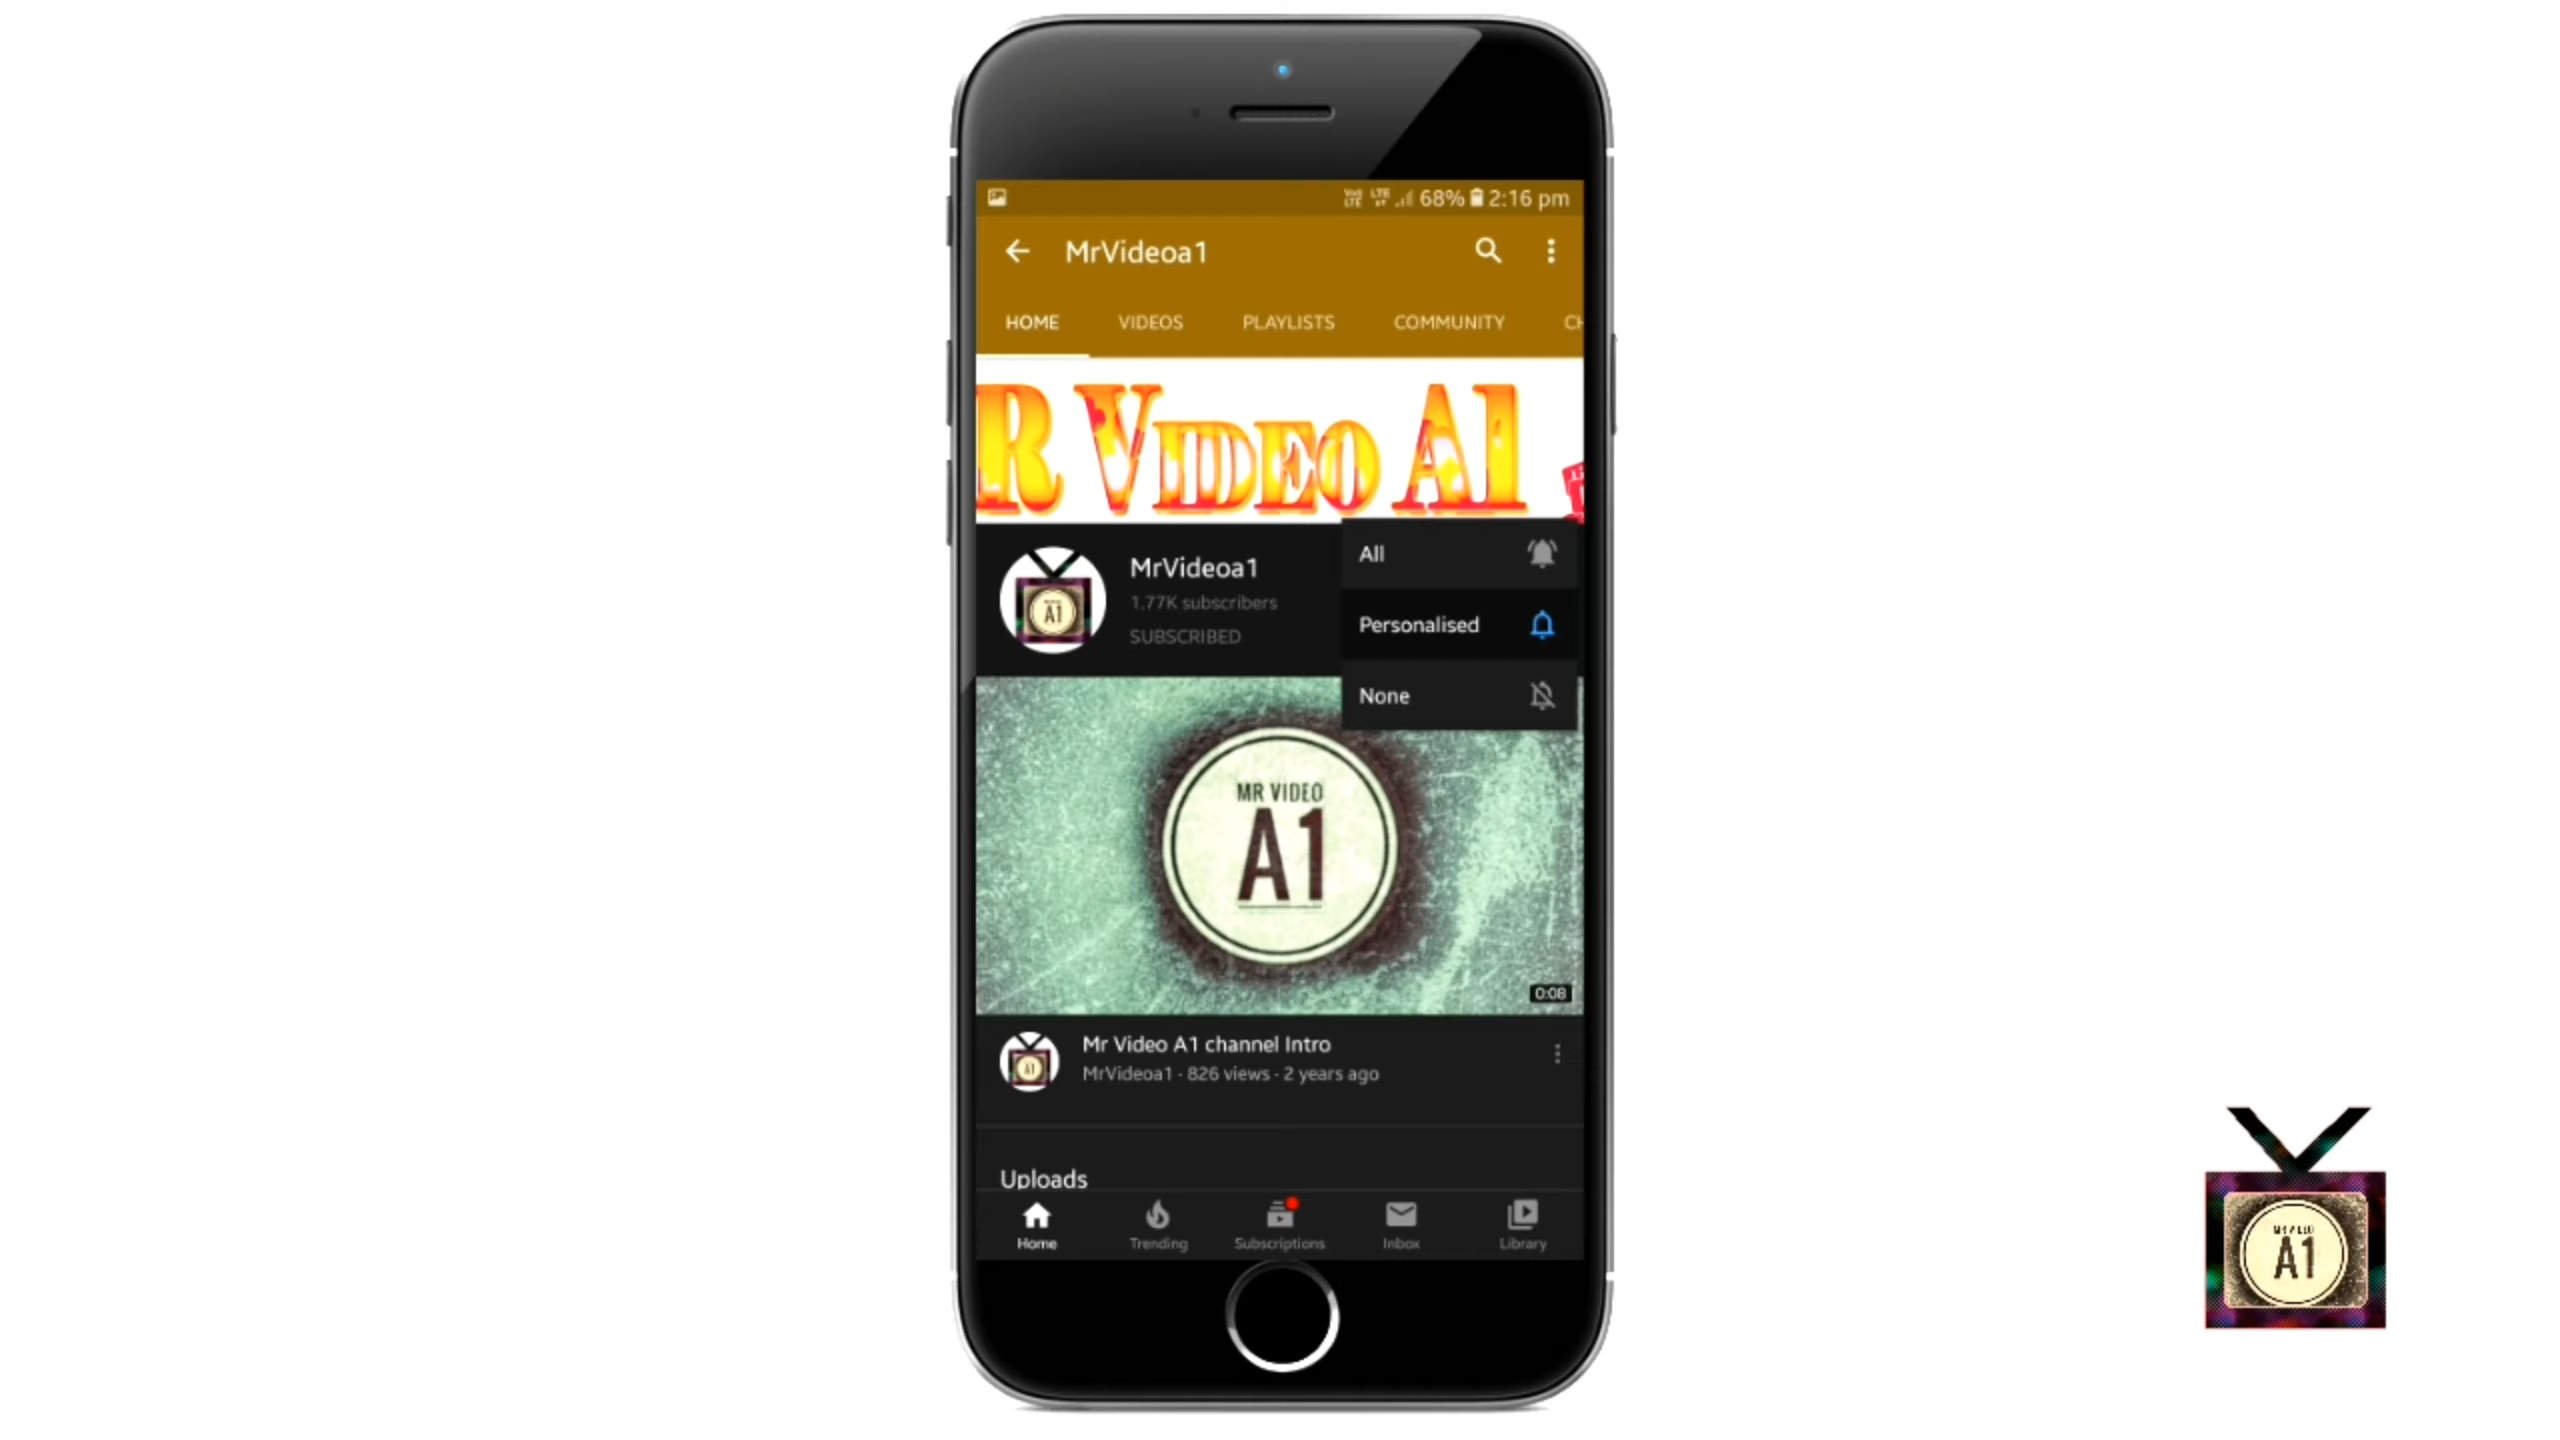 68% 2:16 pm
MrVideoa1
HOME VIDEOS PLAYLISTS COMMUNITY CH
R VIDEO A1
MrVideoa1
1.77K subscribers
SUBSCRIBED
All
Personalised
None
MR VIDEO
A1
0:08
Mr Video A1 channel Intro
MrVideoa1 · 826 views · 2 years ago
Uploads
Home Trending Subscriptions Inbox Library
A1